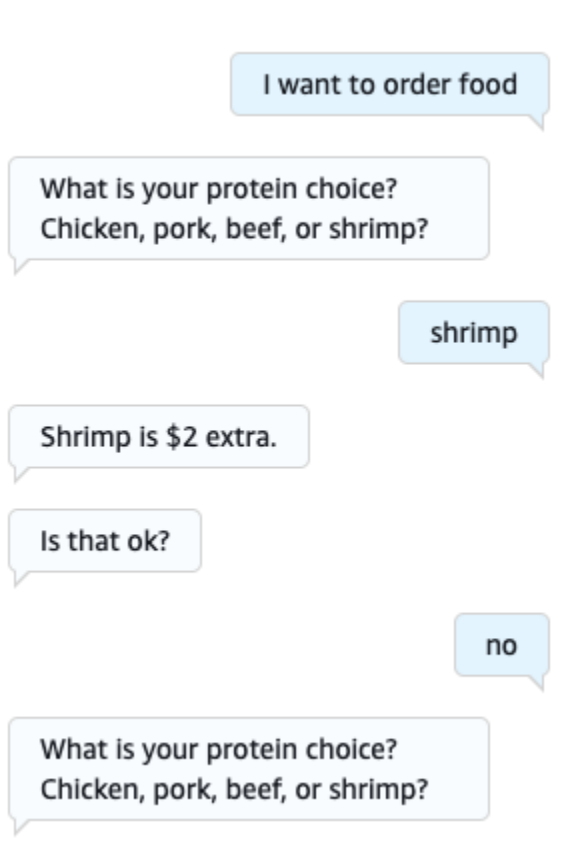 I want to order food
What is your protein choice?
Chicken, pork, beef, or shrimp?
shrimp
Shrimp is $2 extra.
Is that ok?
no
What is your protein choice?
Chicken, pork, beef, or shrimp?